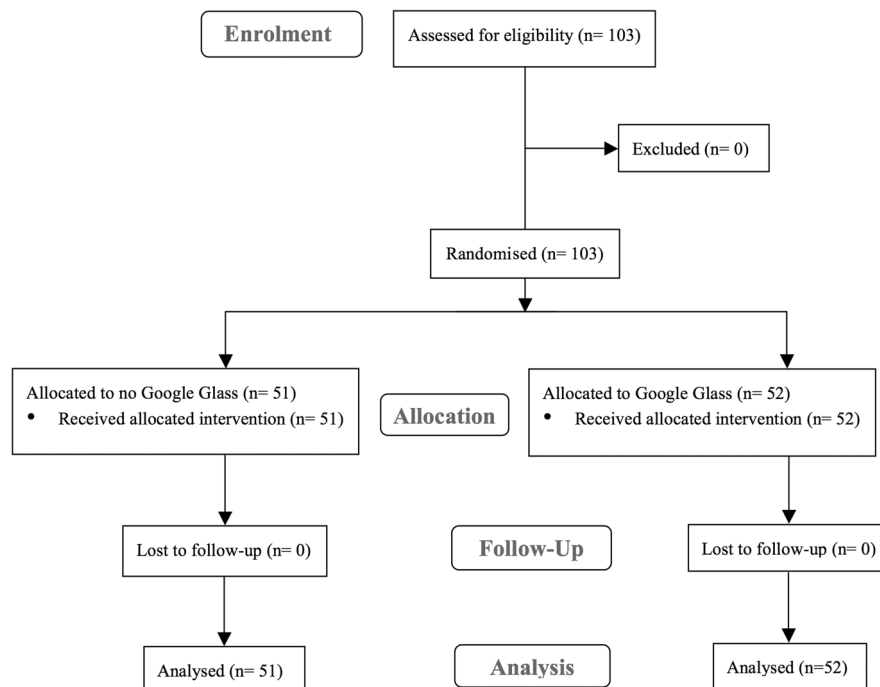 Enrolment
Assessed for eligibility (n= 103)
Excluded (n= 0)
Randomised (n= 103)
Allocated to no Google Glass (n= 51)
• Received allocated intervention (n= 51)
Allocation
Allocated to Google Glass (n= 52)
• Received allocated intervention (n= 52)
Lost to follow-up (n= 0)
Follow-Up
Lost to follow-up (n= 0)
Analysed (n= 51)
Analysis
Analysed (n=52)